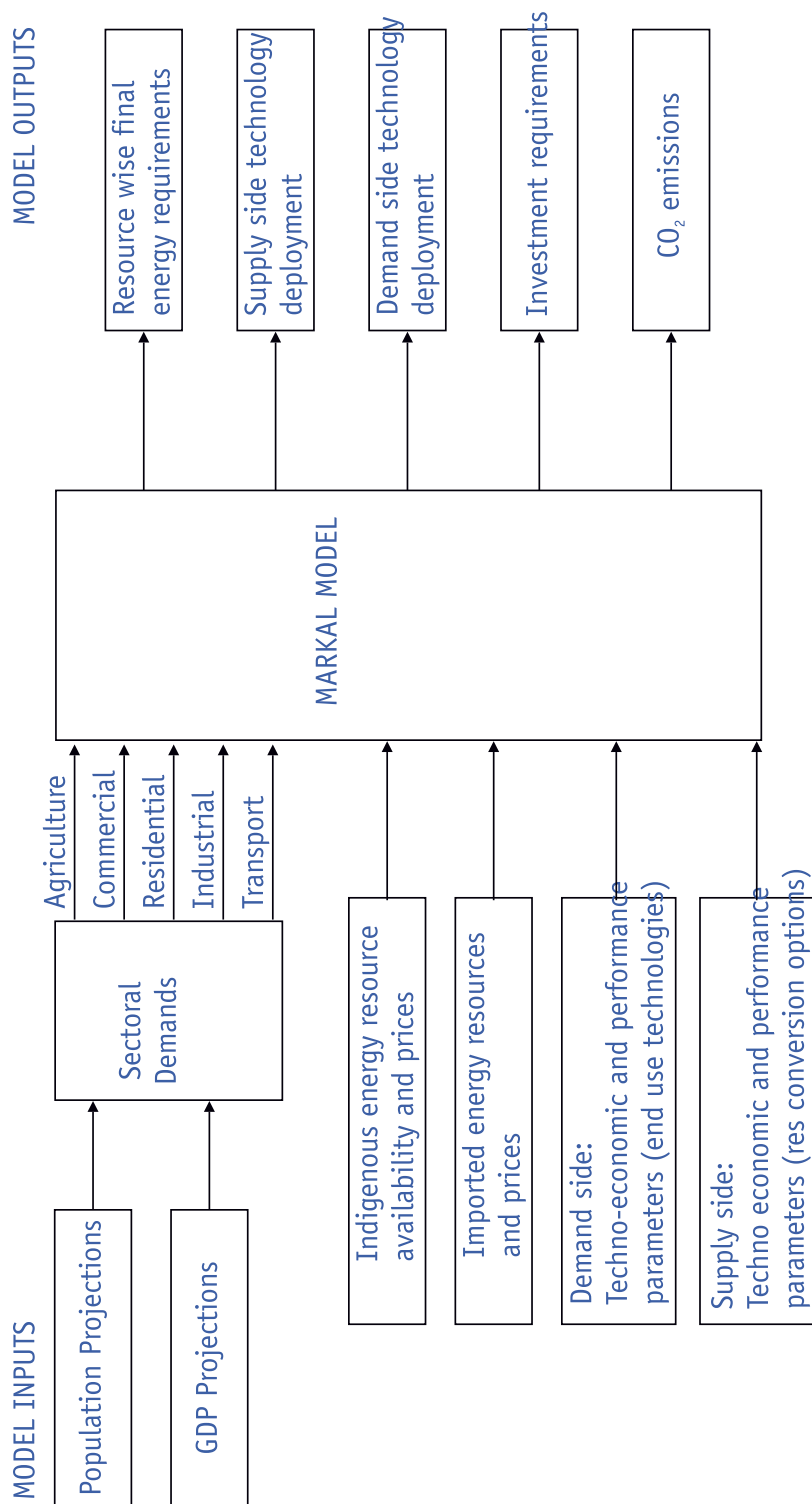 MODEL INPUTS
Population Projections
GDP Projections
Sectoral
Demands
Agriculture
Commercial
Residential
Industrial
Transport
Indigenous energy resource
availability and prices
Imported energy resources
and prices
Demand side:
Techno-economic and performance
parameters (end use technologies)
Supply side:
Techno economic and performance
parameters (res conversion options)
MARKAL MODEL
MODEL OUTPUTS
Resource wise final
energy requirements
Supply side technology
deployment
Demand side technology
deployment
Investment requirements
CO₂ emissions